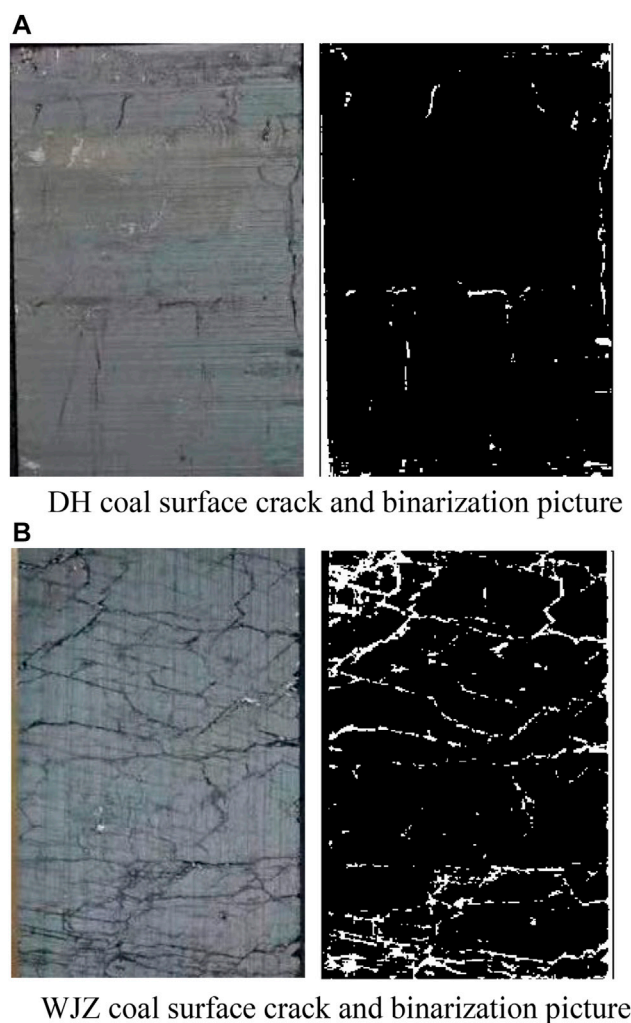 A
DH coal surface crack and binarization picture
B
WJZ coal surface crack and binarization picture